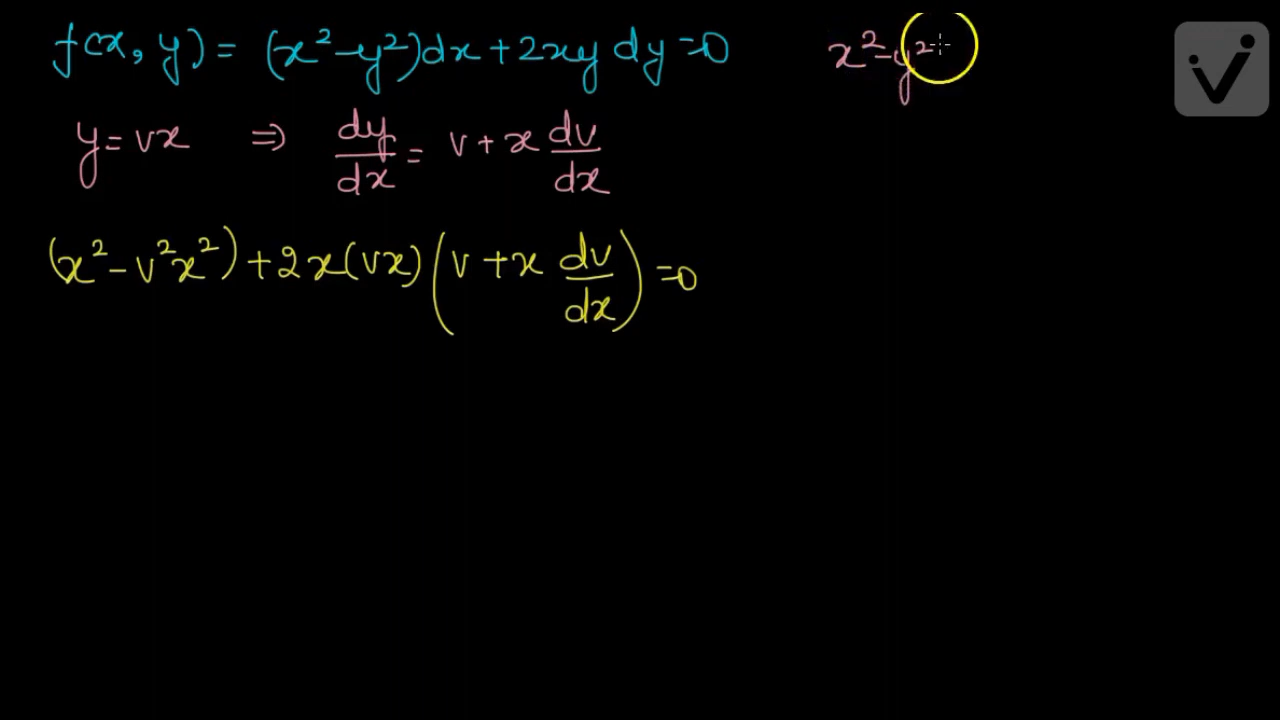 f(x, y) = (x² - y²)dx + 2xy dy = 0
x² - y²
y = vx ⇒ dy/dx = v + x dv/dx
(x² - v²x²) + 2x(vx)(v + x dv/dx) = 0